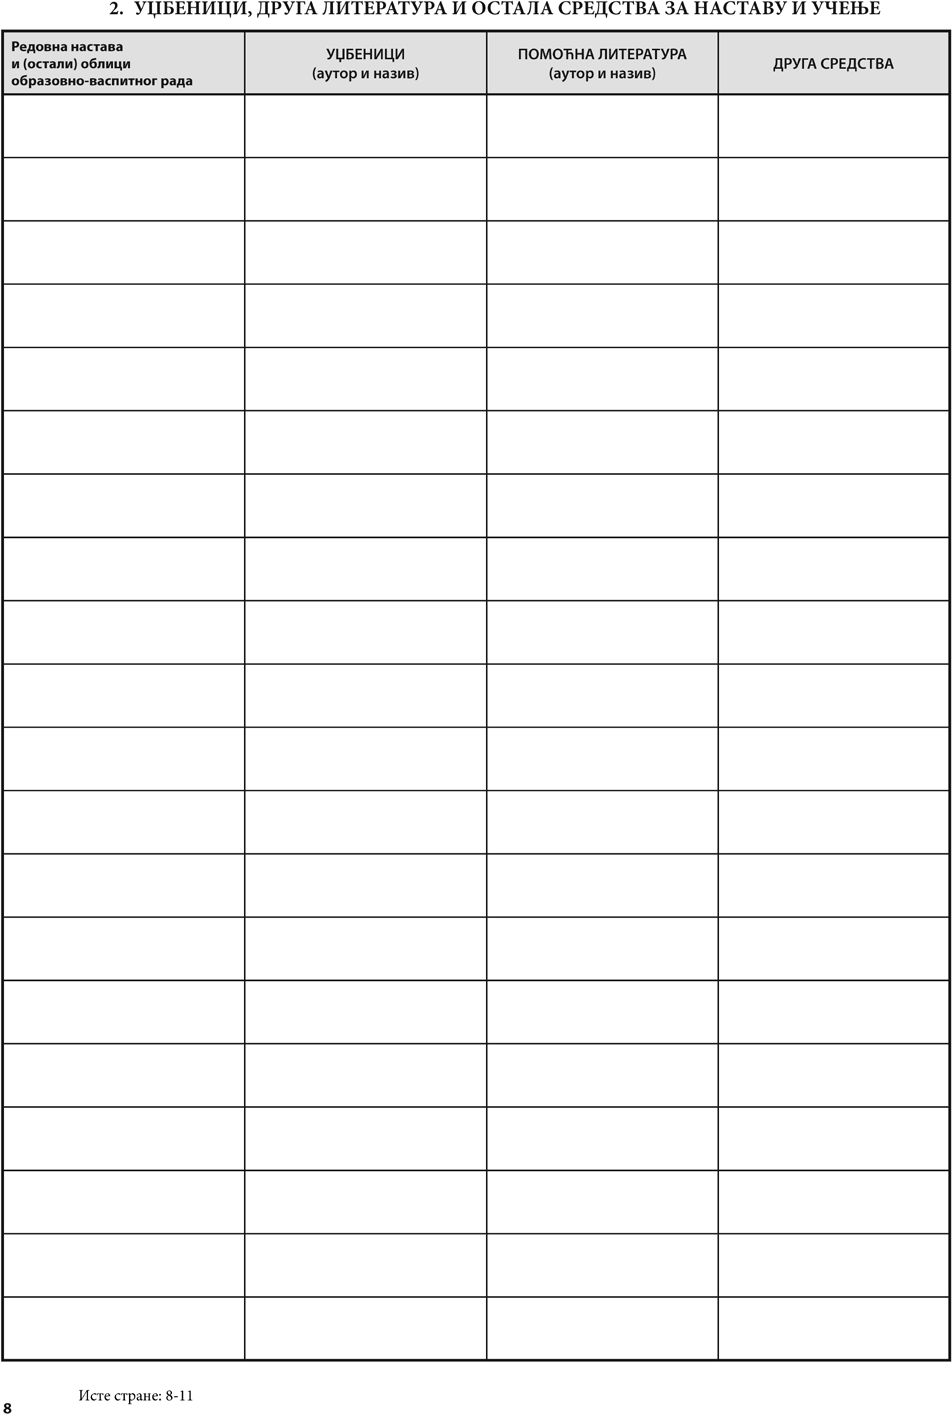 2. УЏБЕНИЦИ, ДРУГА ЛИТЕРАТУРА И ОСТАЛА СРЕДСТВА ЗА НАСТАВУ И УЧЕЊЕ
Редовна настава
и (остали) облици
образовно-васпитног рада
УЏБЕНИЦИ
(аутор и назив)
ПОМОЋНА ЛИТЕРАТУРА
(аутор и назив)
ДРУГА СРЕДСТВА
Исте стране: 8-11
8